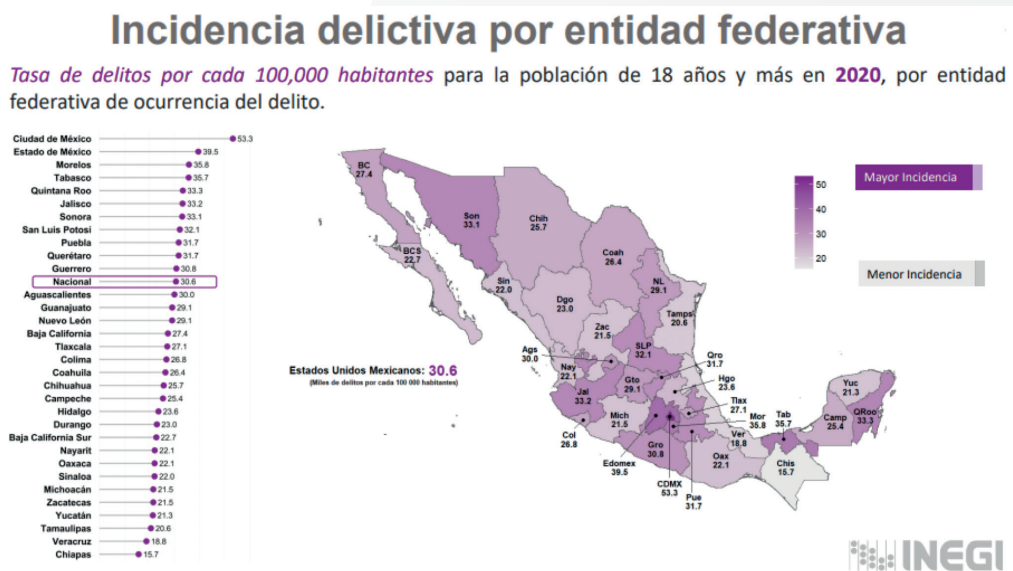 Incidencia delictiva por entidad federativa
Tasa de delitos por cada 100,000 habitantes para la población de 18 años y más en 2020, por entidad
federativa de ocurrencia del delito.
Ciudad de México 53.3
Estado de México 39.5
Morelos 35.8
Tabasco 35.7
Quintana Roo 33.3
Jalisco 33.2
Sonora 33.1
San Luis Potosi 32.1
Puebla 31.7
Querétaro 31.7
Guerrero 30.8
Nacional 30.6
Aguascalientes 30.0
Guanajuato 29.1
Nuevo León 29.1
Baja California 27.4
Tlaxcala 27.1
Colima 26.8
Coahuila 26.4
Chihuahua 25.7
Campeche 25.4
Hidalgo 23.6
Durango 23.0
Baja California Sur 22.7
Nayarit 22.1
Oaxaca 22.1
Sinaloa 22.0
Michoacán 21.5
Zacatecas 21.5
Yucatán 21.3
Tamaulipas 20.6
Veracruz 18.8
Chiapas 15.7
BC
27.4
Son
33.1
Chih
25.7
BCS
22.7
Coah
26.4
Sin
22.0
NL
29.1
Dgo
23.0
Tamps
20.6
Zac
21.5
SLP
32.1
Ags
30.0
Nay
22.1
Qro
31.7
Gto
29.1
Hgo
23.6
Jal
33.2
Tlax
27.1
Mich
21.5
Mor
35.8
Tab
35.7
Yuc
21.3
Camp
25.4
QRoo
33.3
Col
26.8
Ver
18.8
Gro
30.8
Oax
22.1
Chis
15.7
Edomex
39.5
CDMX
53.3
Pue
31.7
Estados Unidos Mexicanos: 30.6
(Miles de delitos por cada 100 000 habitantes)
50
40
30
20
Mayor Incidencia
Menor Incidencia
INEGI